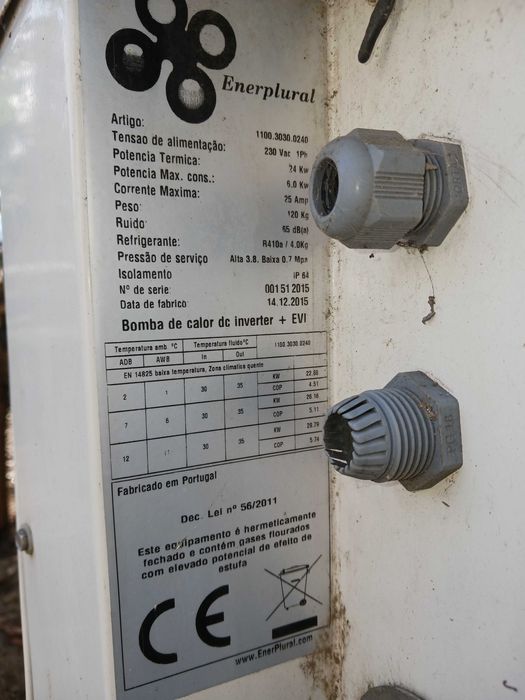 Enerplural
Artigo: 1100.3030.0240
Tensao de alimentação: 230 Vac 1Ph
Potencia Termica: 24 Kw
Potencia Max. cons.: 6.0 Kw
Corrente Maxima: 25 Amp
Peso: 120 Kg
Ruido: 65 dB(a)
Refrigerante: R410a / 4.0Kg
Pressão de serviço Alta 3.8. Baixa 0.7 Mpa
Isolamento iP 64
Nº de serie: 001 51 2015
Data de fabrico: 14.12.2015
Bomba de calor dc inverter + EVI
Temperatura amb ºC Temperatura fluido°C 1100.3030.0240
ADB AWB In Out
EN 14825 baixa temperatura, Zona climatica quente
2 1 30 35 KW 22.60
COP 4.51
7 6 30 35 KW 26.16
COP 5.11
12 11 30 35 KW 29.79
COP 5.74
Fabricado em Portugal
Dec. Lei nº 56/2011
Este equipamento é hermeticamente
fechado e contém gases flourados
com elevado potencial de efeito de
estufa
CE
www.EnerPlural.com